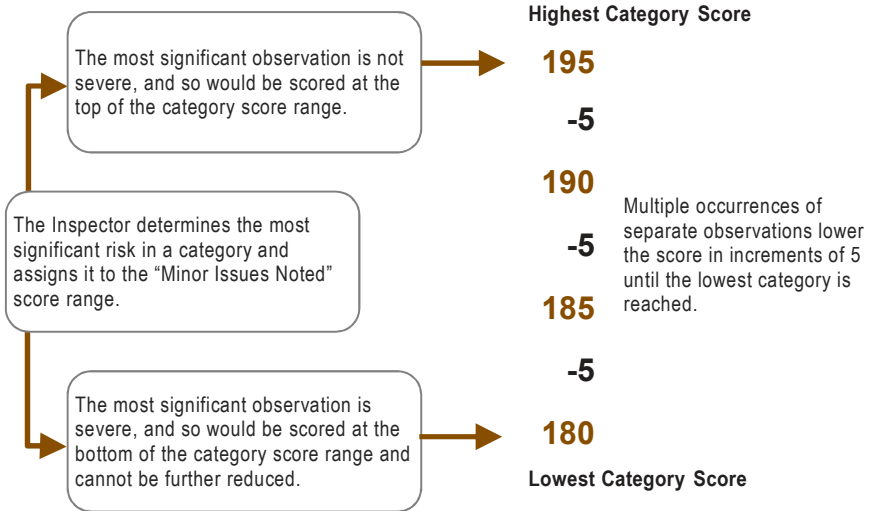 Highest Category Score
The most significant observation is not
severe, and so would be scored at the
top of the category score range.
195
-5
190
The Inspector determines the most
significant risk in a category and
assigns it to the “Minor Issues Noted”
score range.
Multiple occurrences of
separate observations lower
the score in increments of 5
until the lowest category is
reached.
-5
185
-5
The most significant observation is
severe, and so would be scored at the
bottom of the category score range and
cannot be further reduced.
180
Lowest Category Score